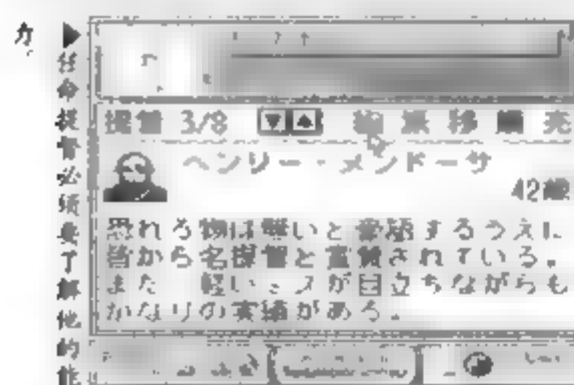 カ
任命提督必須要了解他的能
提督 3/8 ▼▲ 編 索 移 補 充
ヘンリー・メンドーサ
42歳
恐れる物は無いと豪語するうえに
皆から名提督と賞賛されている。
また 軽いミスが目立ちながらも
かなりの実績がある。